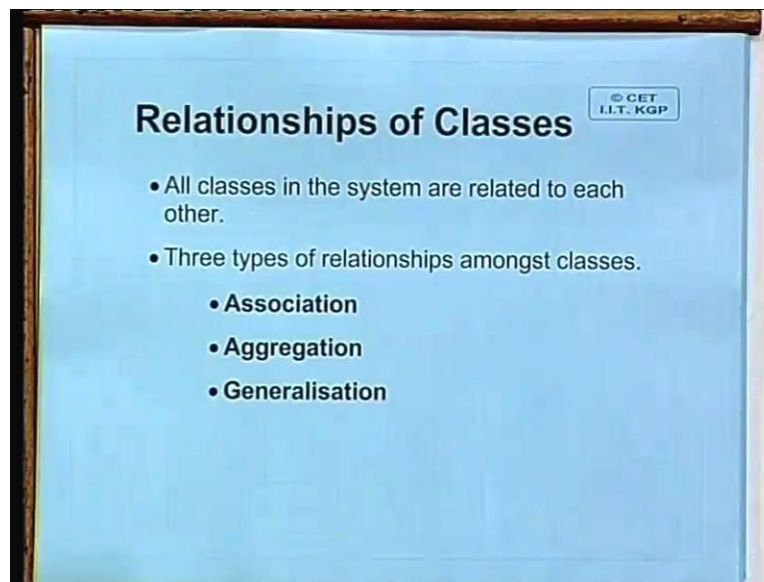 © CET
I.I.T. KGP
Relationships of Classes
• All classes in the system are related to each
other.
• Three types of relationships amongst classes.
• Association
• Aggregation
• Generalisation